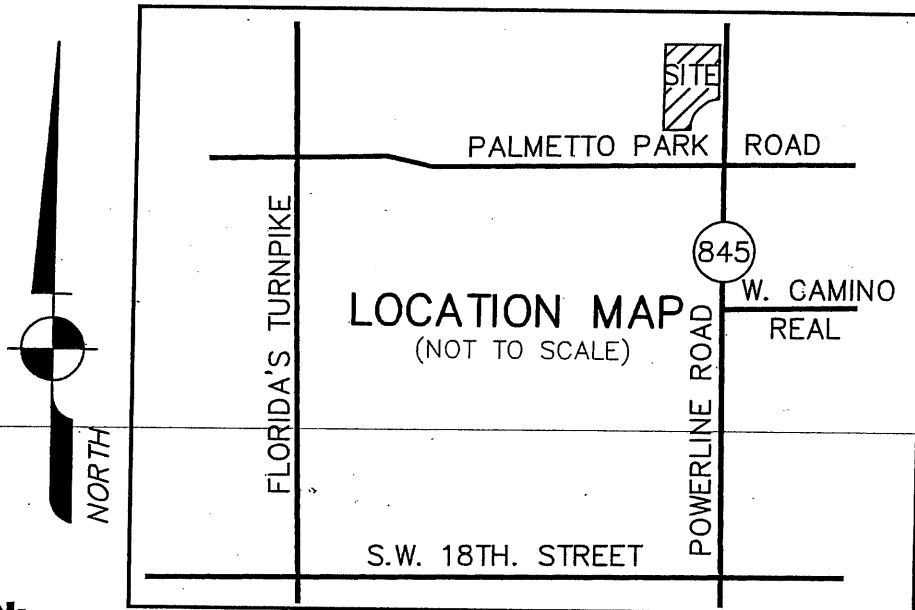 SITE
PALMETTO PARK ROAD
845
W. CAMINO
REAL
LOCATION MAP
(NOT TO SCALE)
FLORIDA'S TURNPIKE
POWERLINE ROAD
NORTH
S.W. 18TH. STREET